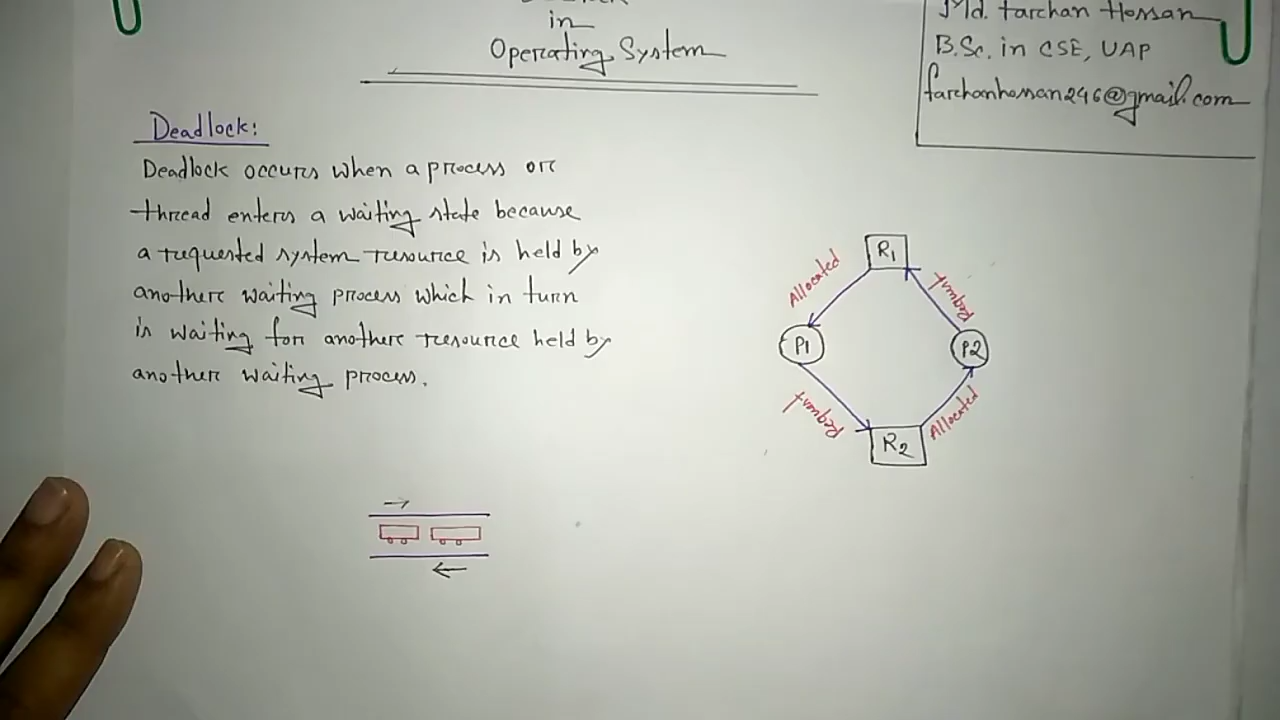 in
Operating System
Md. Farhan Hossan
B.Sc. in CSE, UAP
farhanhossan246@gmail.com
Deadlock:
Deadlock occurs when a process or
thread enters a waiting state because
a requested system resource is held by
another waiting process which in turn
is waiting for another resource held by
another waiting process.
R1
Allocated
Request
P1
P2
Request
Allocated
R2